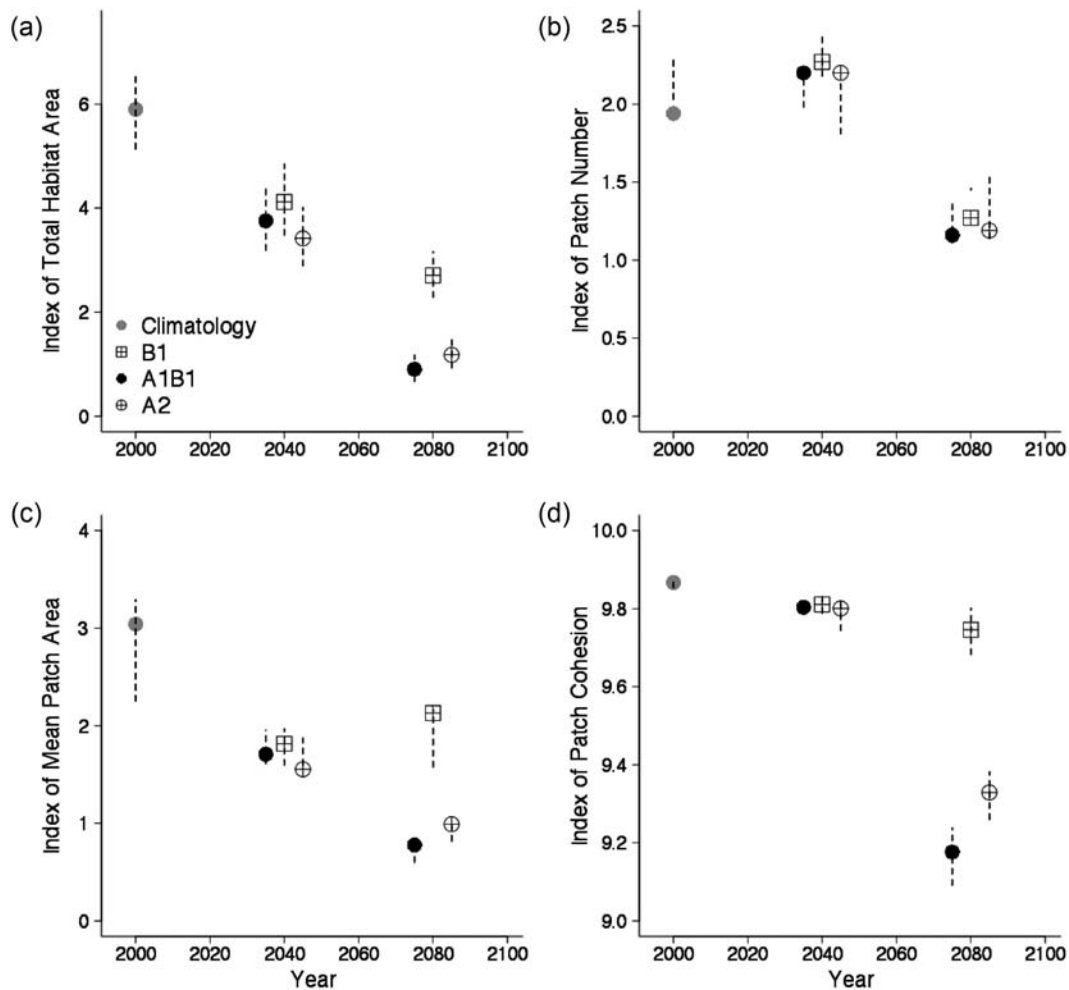 (a)
Index of Total Habitat Area
6
4
2
0
Climatology
B1
A1B1
A2
2000 2020 2040 2060 2080 2100
(b)
Index of Patch Number
2.5
2.0
1.5
1.0
0.5
0.0
2000 2020 2040 2060 2080 2100
(c)
Index of Mean Patch Area
4
3
2
1
0
2000 2020 2040 2060 2080 2100
Year
(d)
Index of Patch Cohesion
10.0
9.8
9.6
9.4
9.2
9.0
2000 2020 2040 2060 2080 2100
Year